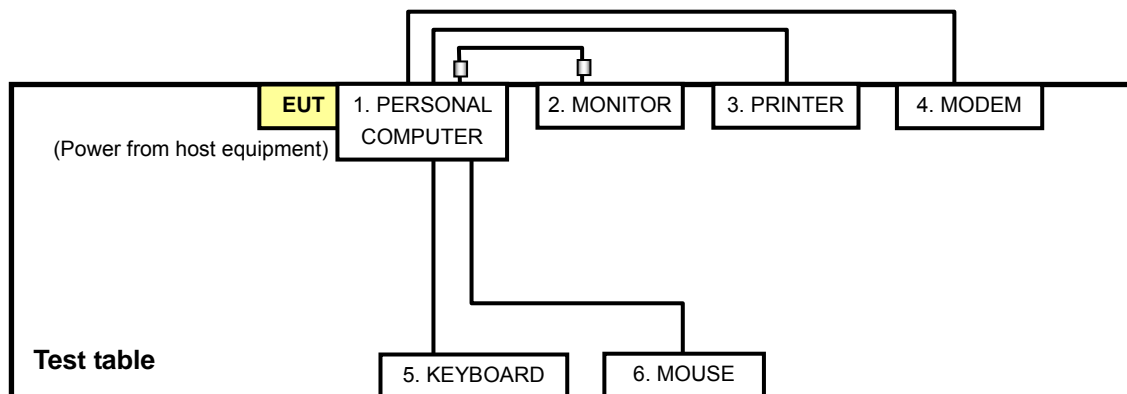 EUT
1. PERSONAL
COMPUTER
2. MONITOR
3. PRINTER
4. MODEM
(Power from host equipment)
Test table
5. KEYBOARD
6. MOUSE